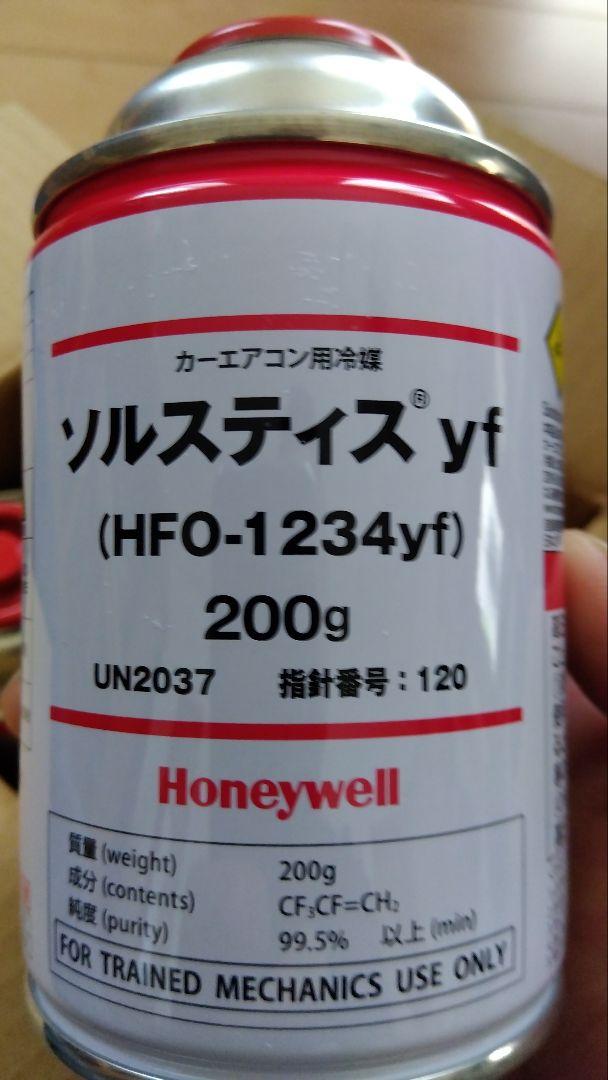 カーエアコン用冷媒
ソルスティス® yf
(HFO-1234yf)
200g
UN2037 指針番号：120
Honeywell
質量 (weight) 200g
成分 (contents) CF₃CF=CH₂
純度 (purity) 99.5% 以上 (min)
FOR TRAINED MECHANICS USE ONLY